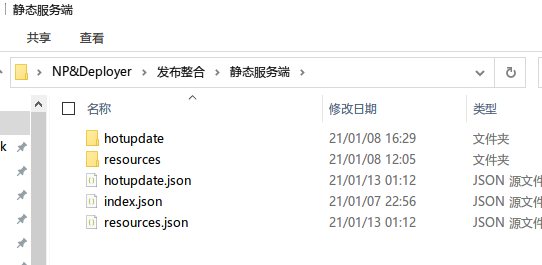 静态服务端
共享 查看
NP&Deployer 发布整合 静态服务端
名称 修改日期 类型
k
hotupdate 21/01/08 16:29 文件夹
resources 21/01/08 12:05 文件夹
hotupdate.json 21/01/13 01:12 JSON 源文件
index.json 21/01/07 22:56 JSON 源文件
resources.json 21/01/13 01:12 JSON 源文件